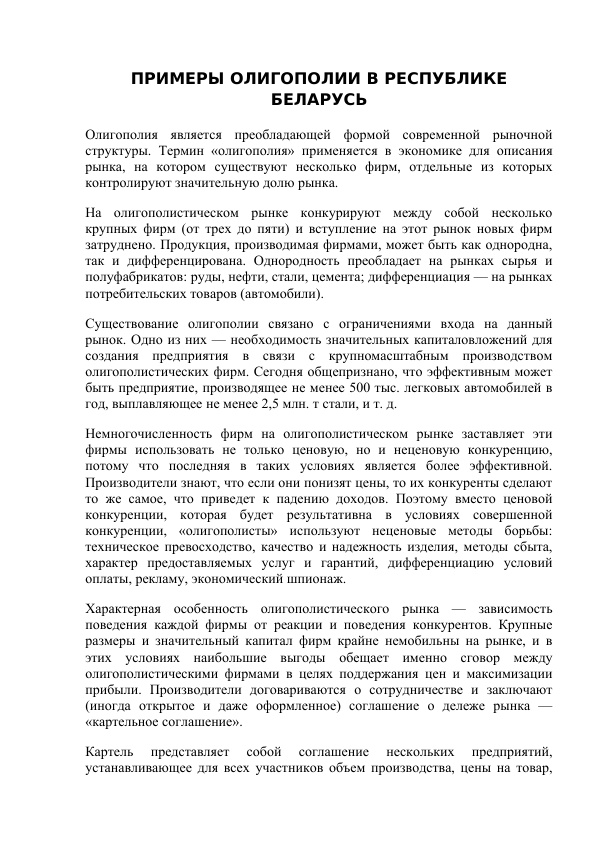 ПРИМЕРЫ ОЛИГОПОЛИИ В РЕСПУБЛИКЕ
БЕЛАРУСЬ
Олигополия является преобладающей формой современной рыночной
структуры. Термин «олигополия» применяется в экономике для описания
рынка, на котором существуют несколько фирм, отдельные из которых
контролируют значительную долю рынка.
На олигополистическом рынке конкурируют между собой несколько
крупных фирм (от трех до пяти) и вступление на этот рынок новых фирм
затруднено. Продукция, производимая фирмами, может быть как однородна,
так и дифференцирована. Однородность преобладает на рынках сырья и
полуфабрикатов: руды, нефти, стали, цемента; дифференциация — на рынках
потребительских товаров (автомобили).
Существование олигополии связано с ограничениями входа на данный
рынок. Одно из них — необходимость значительных капиталовложений для
создания предприятия в связи с крупномасштабным производством
олигополистических фирм. Сегодня общепризнано, что эффективным может
быть предприятие, производящее не менее 500 тыс. легковых автомобилей в
год, выплавляющее не менее 2,5 млн. т стали, и т. д.
Немногочисленность фирм на олигополистическом рынке заставляет эти
фирмы использовать не только ценовую, но и неценовую конкуренцию,
потому что последняя в таких условиях является более эффективной.
Производители знают, что если они понизят цены, то их конкуренты сделают
то же самое, что приведет к падению доходов. Поэтому вместо ценовой
конкуренции, которая будет результативна в условиях совершенной
конкуренции, «олигополисты» используют неценовые методы борьбы:
техническое превосходство, качество и надежность изделия, методы сбыта,
характер предоставляемых услуг и гарантий, дифференциацию условий
оплаты, рекламу, экономический шпионаж.
Характерная особенность олигополистического рынка — зависимость
поведения каждой фирмы от реакции и поведения конкурентов. Крупные
размеры и значительный капитал фирм крайне немобильны на рынке, и в
этих условиях наибольшие выгоды обещает именно сговор между
олигополистическими фирмами в целях поддержания цен и максимизации
прибыли. Производители договариваются о сотрудничестве и заключают
(иногда открытое и даже оформленное) соглашение о дележе рынка —
«картельное соглашение».
Картель представляет собой соглашение нескольких предприятий,
устанавливающее для всех участников объем производства, цены на товар,